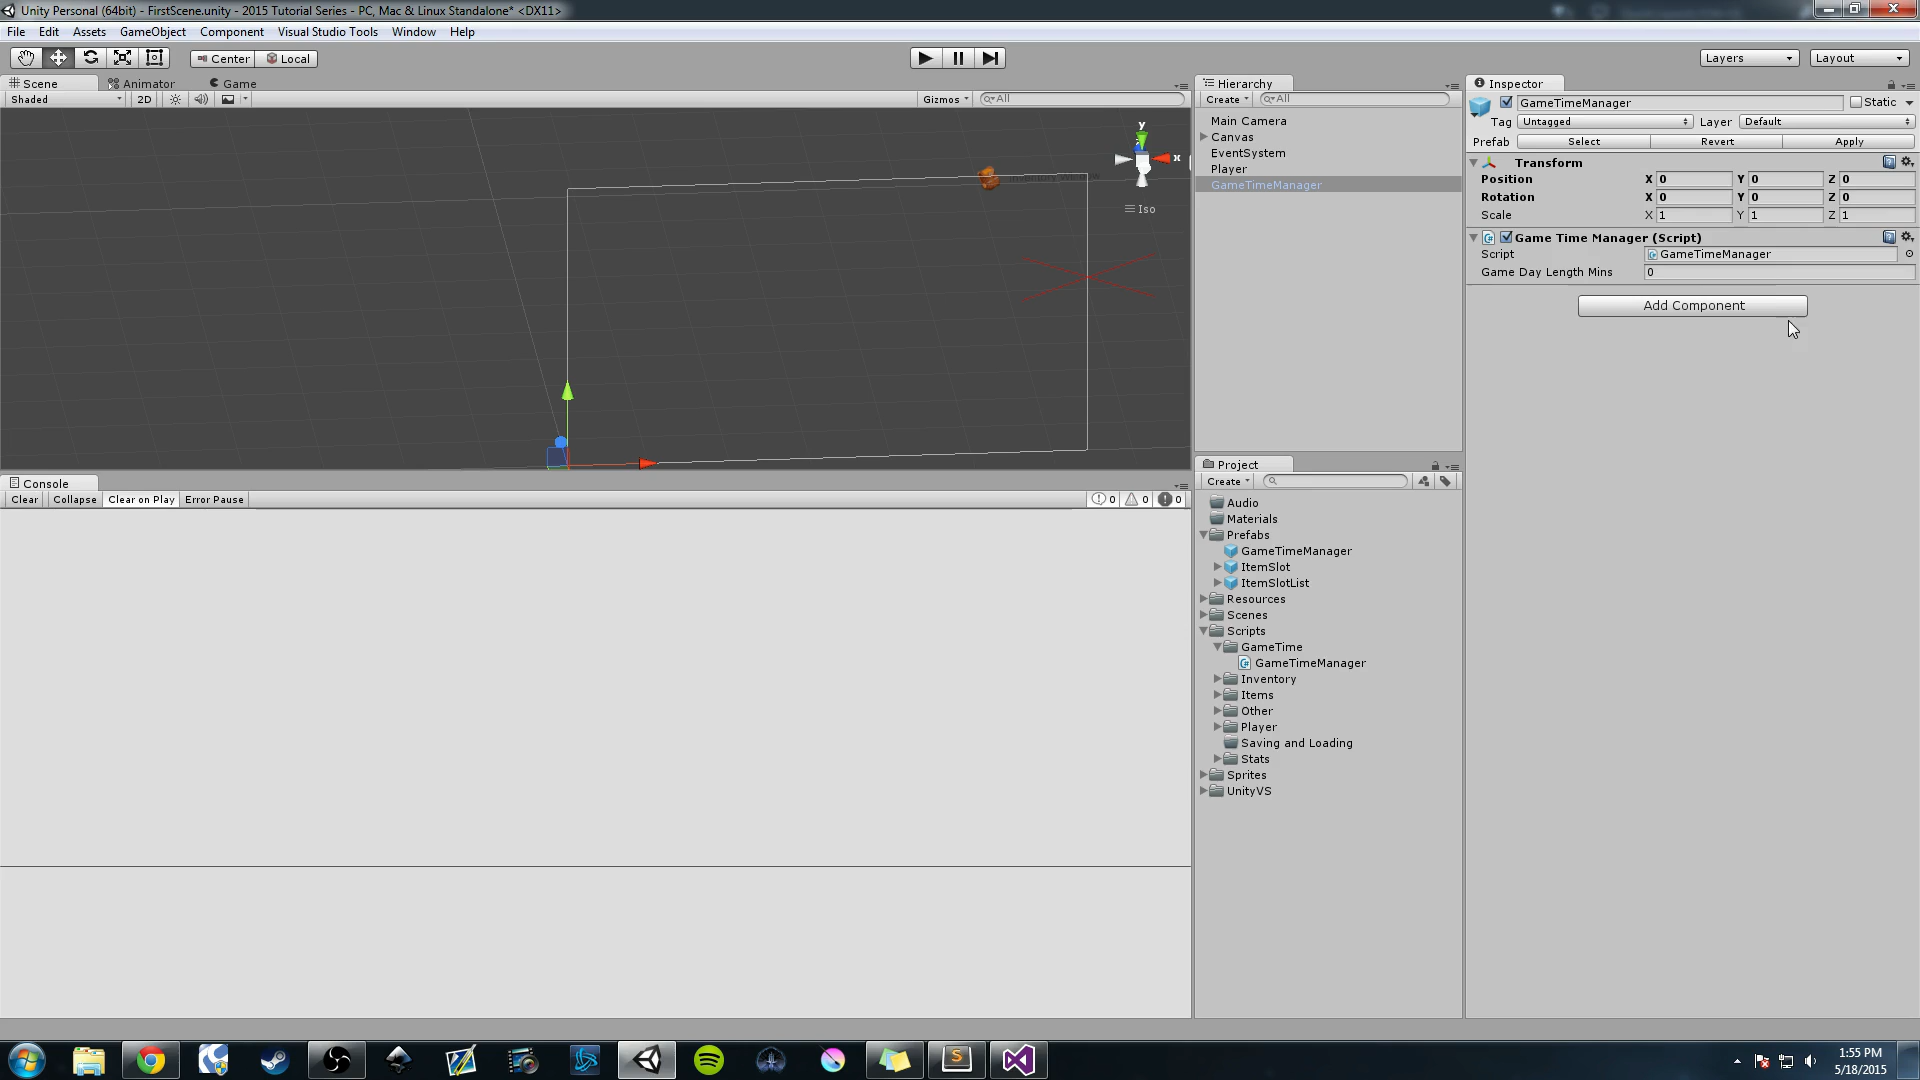 Unity Personal (64bit) - FirstScene.unity - 2015 Tutorial Series - PC, Mac & Linux Standalone* <DX11>
File Edit Assets GameObject Component Visual Studio Tools Window Help
Center Local Layers Layout
Scene Animator Game
Shaded 2D Gizmos All
y
x
Iso
Console
Clear Collapse Clear on Play Error Pause 0 0 0
Hierarchy
Create All
Main Camera
Canvas
EventSystem
Player
GameTimeManager
Project
Create
Audio
Materials
Prefabs
GameTimeManager
ItemSlot
ItemSlotList
Resources
Scenes
Scripts
GameTime
GameTimeManager
Inventory
Items
Other
Player
Saving and Loading
Stats
Sprites
UnityVS
Inspector
GameTimeManager Static
Tag Untagged Layer Default
Prefab Select Revert Apply
Transform
Position X 0 Y 0 Z 0
Rotation X 0 Y 0 Z 0
Scale X 1 Y 1 Z 1
Game Time Manager (Script)
Script GameTimeManager
Game Day Length Mins 0
Add Component
1:55 PM
5/18/2015